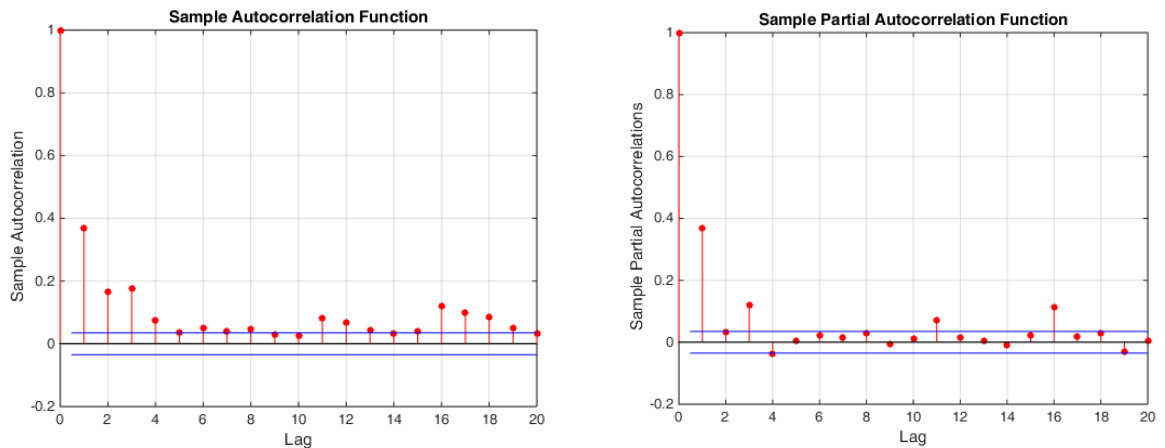 Sample Autocorrelation Function
Sample Autocorrelation
1
0.8
0.6
0.4
0.2
0
-0.2
0 2 4 6 8 10 12 14 16 18 20
Lag
Sample Partial Autocorrelation Function
Sample Partial Autocorrelations
1
0.8
0.6
0.4
0.2
0
-0.2
0 2 4 6 8 10 12 14 16 18 20
Lag